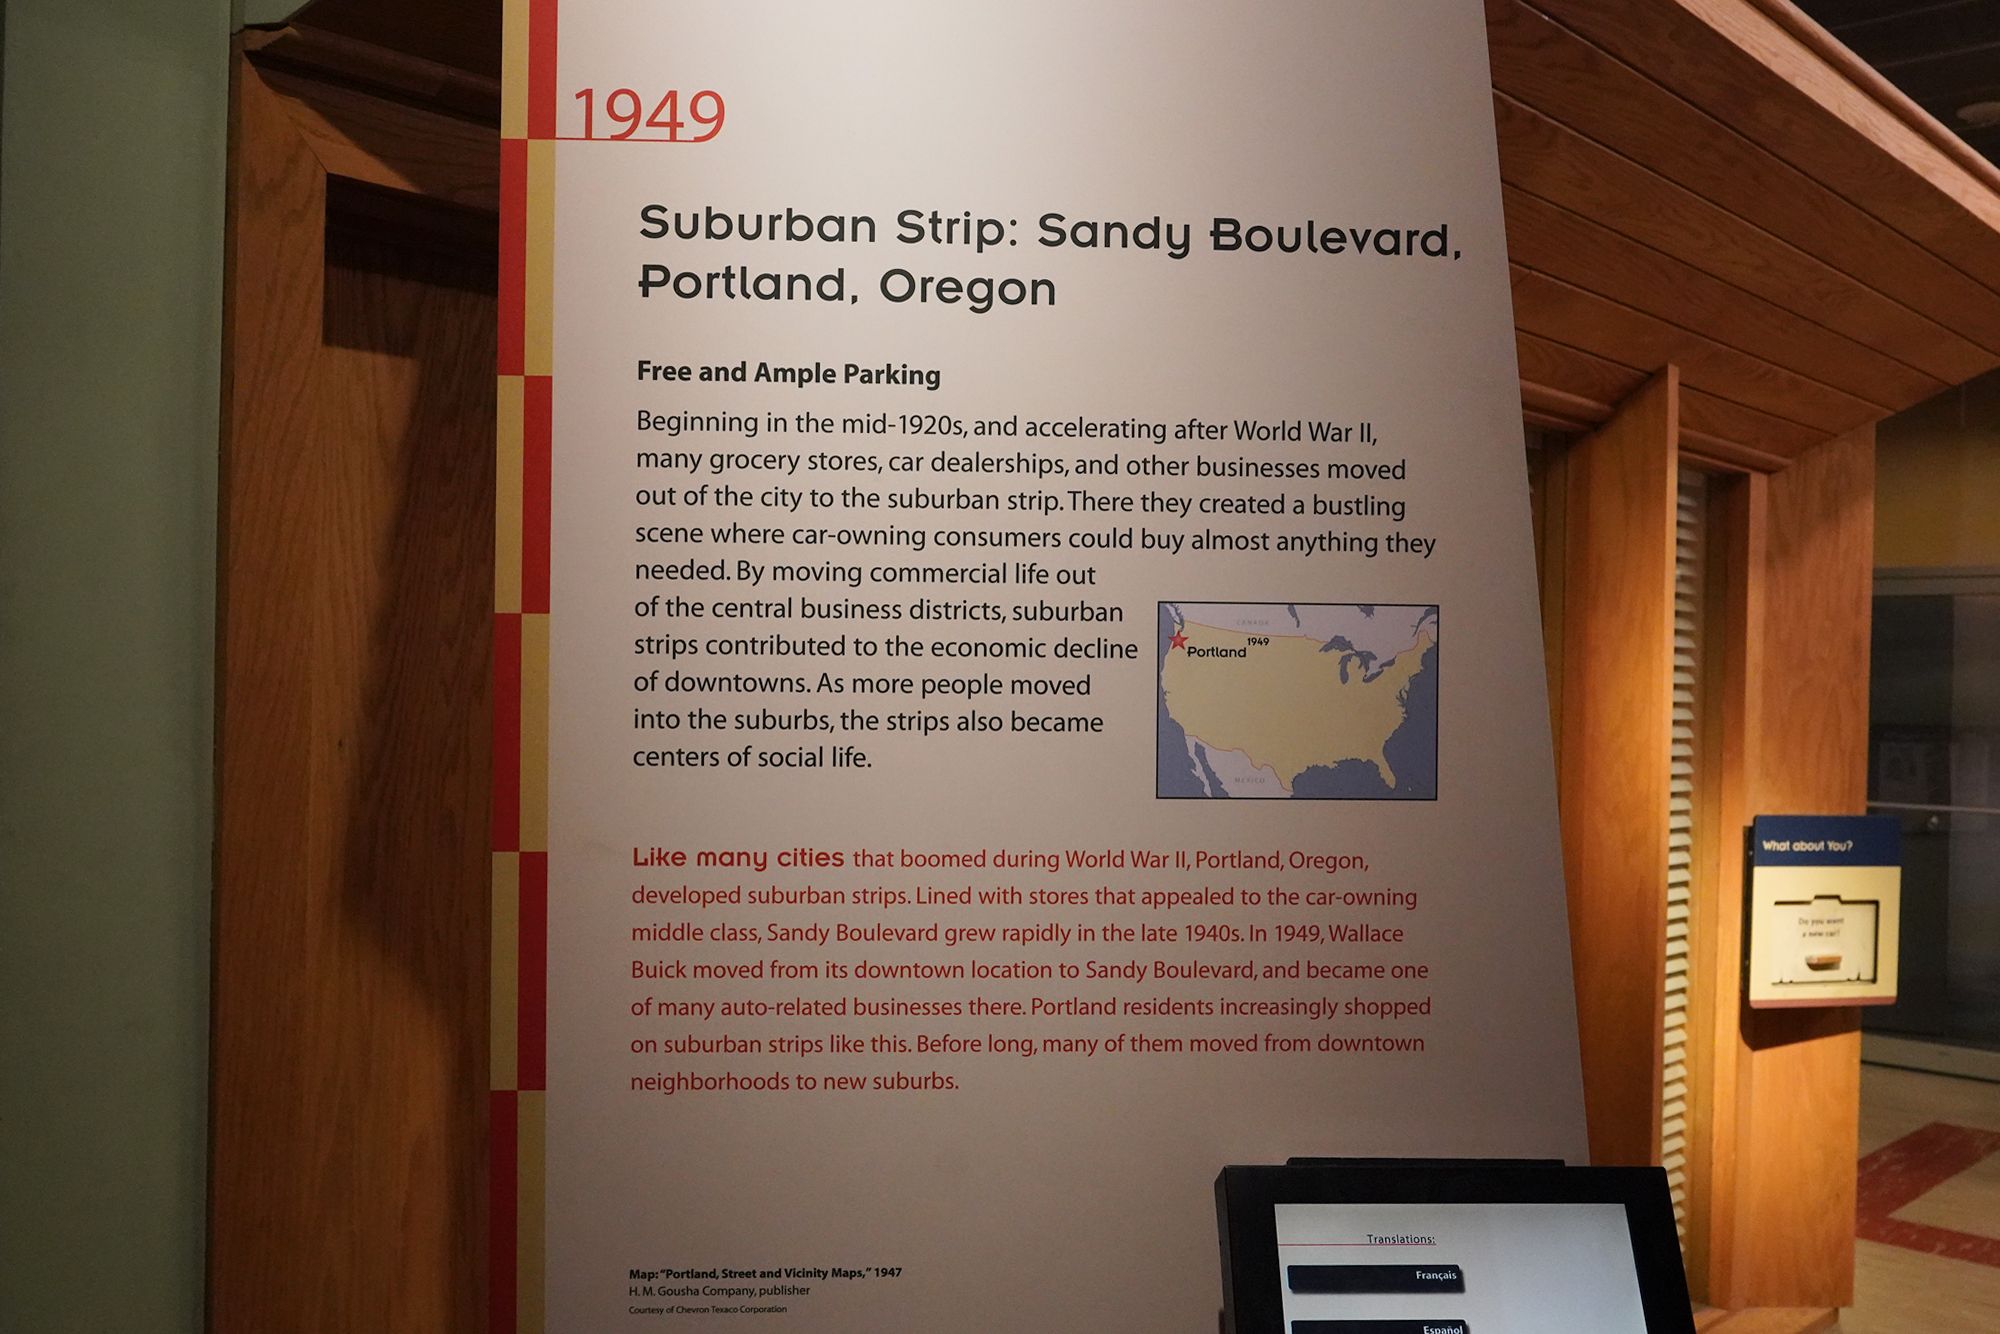 1949
Suburban Strip: Sandy Boulevard,
Portland, Oregon
Free and Ample Parking
Beginning in the mid-1920s, and accelerating after World War II,
many grocery stores, car dealerships, and other businesses moved
out of the city to the suburban strip. There they created a bustling
scene where car-owning consumers could buy almost anything they
needed. By moving commercial life out
of the central business districts, suburban
strips contributed to the economic decline
of downtowns. As more people moved
into the suburbs, the strips also became
centers of social life.
CANADA
1949
Portland
MEXICO
Like many cities that boomed during World War II, Portland, Oregon,
developed suburban strips. Lined with stores that appealed to the car-owning
middle class, Sandy Boulevard grew rapidly in the late 1940s. In 1949, Wallace
Buick moved from its downtown location to Sandy Boulevard, and became one
of many auto-related businesses there. Portland residents increasingly shopped
on suburban strips like this. Before long, many of them moved from downtown
neighborhoods to new suburbs.
Map: “Portland, Street and Vicinity Maps,” 1947
H. M. Gousha Company, publisher
Courtesy of Chevron Texaco Corporation
Translations:
Français
Español
What about You?
Do you want
a new car?